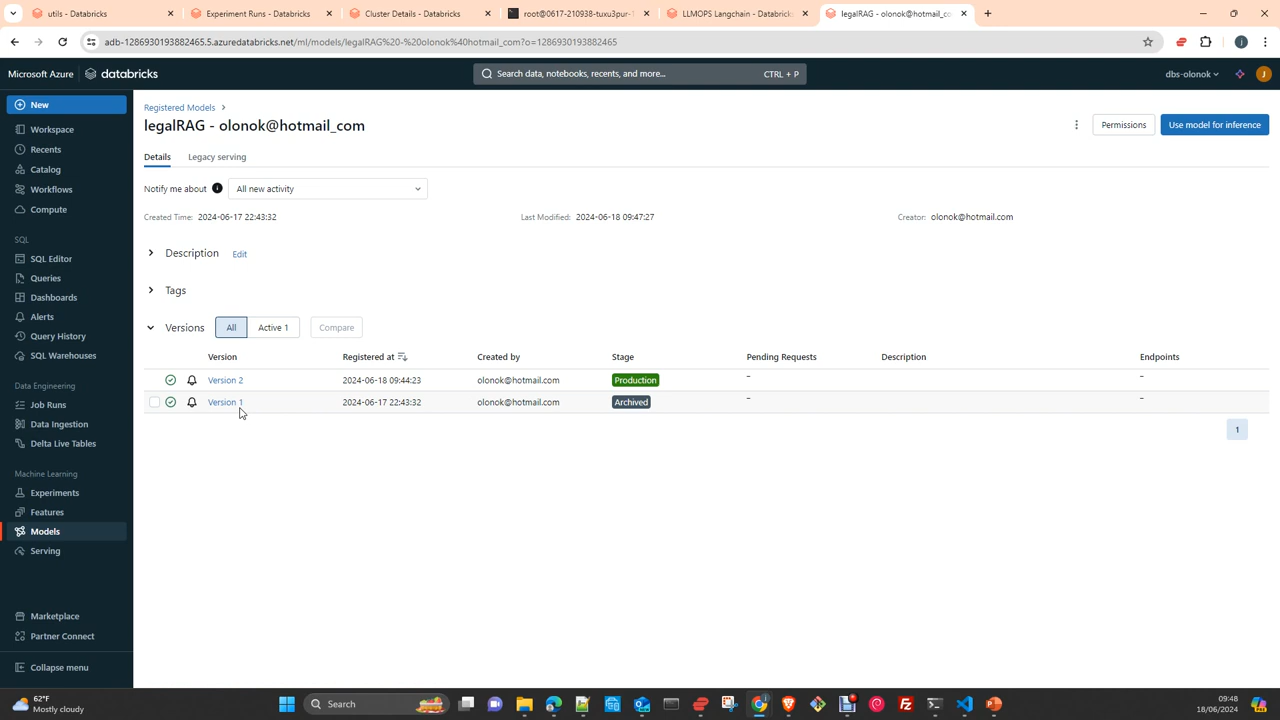 utils - Databricks
Experiment Runs - Databricks
Cluster Details - Databricks
root@0617-210938-tuxu3pur-1
LLMOPS Langchain - Databricks
legalRAG - olonok@hotmail_co
adb-1286930193882465.5.azuredatabricks.net/ml/models/legalRAG%20-%20olonok%40hotmail_com?o=1286930193882465
Microsoft Azure databricks
Search data, notebooks, recents, and more... CTRL + P
dbs-olonok
J
New
Workspace
Recents
Catalog
Workflows
Compute
SQL
SQL Editor
Queries
Dashboards
Alerts
Query History
SQL Warehouses
Data Engineering
Job Runs
Data Ingestion
Delta Live Tables
Machine Learning
Experiments
Features
Models
Serving
Marketplace
Partner Connect
Collapse menu
Registered Models >
legalRAG - olonok@hotmail_com
Permissions
Use model for inference
Details Legacy serving
Notify me about All new activity
Created Time: 2024-06-17 22:43:32 Last Modified: 2024-06-18 09:47:27 Creator: olonok@hotmail.com
Description Edit
Tags
Versions All Active 1 Compare
Version Registered at Created by Stage Pending Requests Description Endpoints
Version 2 2024-06-18 09:44:23 olonok@hotmail.com Production – –
Version 1 2024-06-17 22:43:32 olonok@hotmail.com Archived – –
1
62°F
Mostly cloudy
Search
09:48
18/06/2024